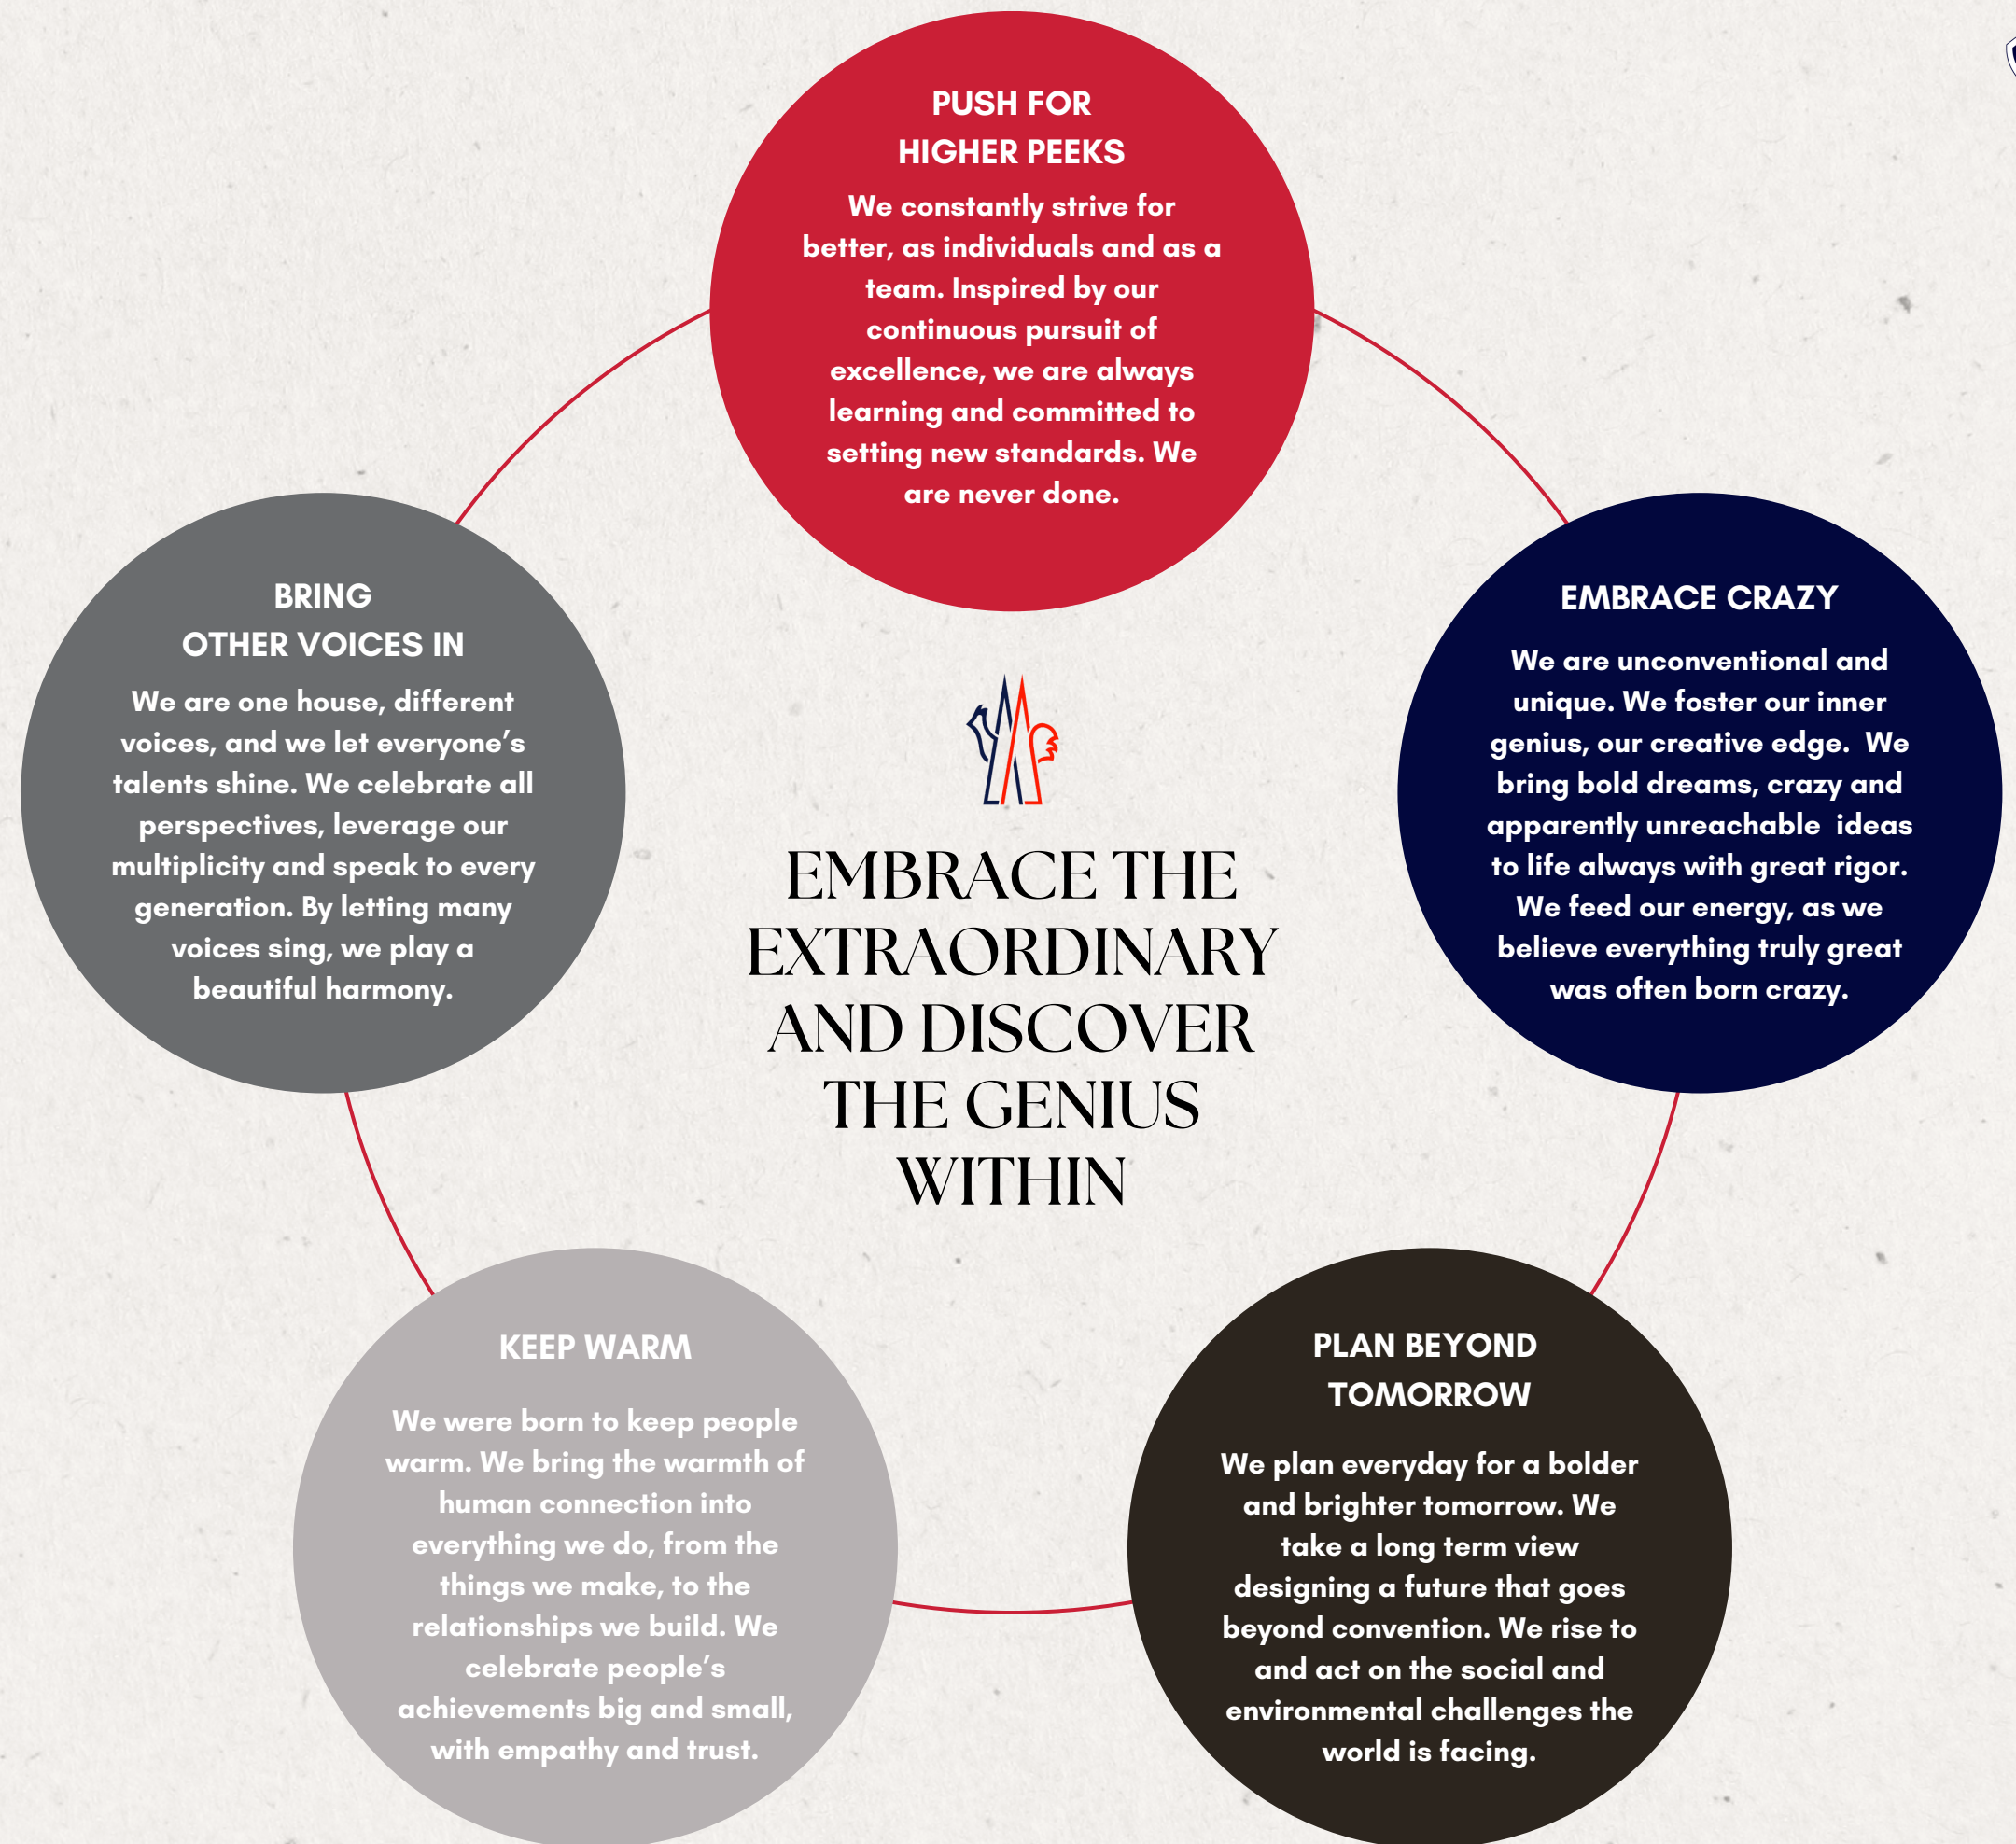 PUSH FOR
HIGHER PEEKS
We constantly strive for
better, as individuals and as a
team. Inspired by our
continuous pursuit of
excellence, we are always
learning and committed to
setting new standards. We
are never done.
BRING
OTHER VOICES IN
We are one house, different
voices, and we let everyone’s
talents shine. We celebrate all
perspectives, leverage our
multiplicity and speak to every
generation. By letting many
voices sing, we play a
beautiful harmony.
EMBRACE CRAZY
We are unconventional and
unique. We foster our inner
genius, our creative edge.  We
bring bold dreams, crazy and
apparently unreachable  ideas
to life always with great rigor.
We feed our energy, as we
believe everything truly great
was often born crazy.
EMBRACE THE
EXTRAORDINARY
AND DISCOVER
THE GENIUS
WITHIN
KEEP WARM
We were born to keep people
warm. We bring the warmth of
human connection into
everything we do, from the
things we make, to the
relationships we build. We
celebrate people’s
achievements big and small,
with empathy and trust.
PLAN BEYOND
TOMORROW
We plan everyday for a bolder
and brighter tomorrow. We
take a long term view
designing a future that goes
beyond convention. We rise to
and act on the social and
environmental challenges the
world is facing.